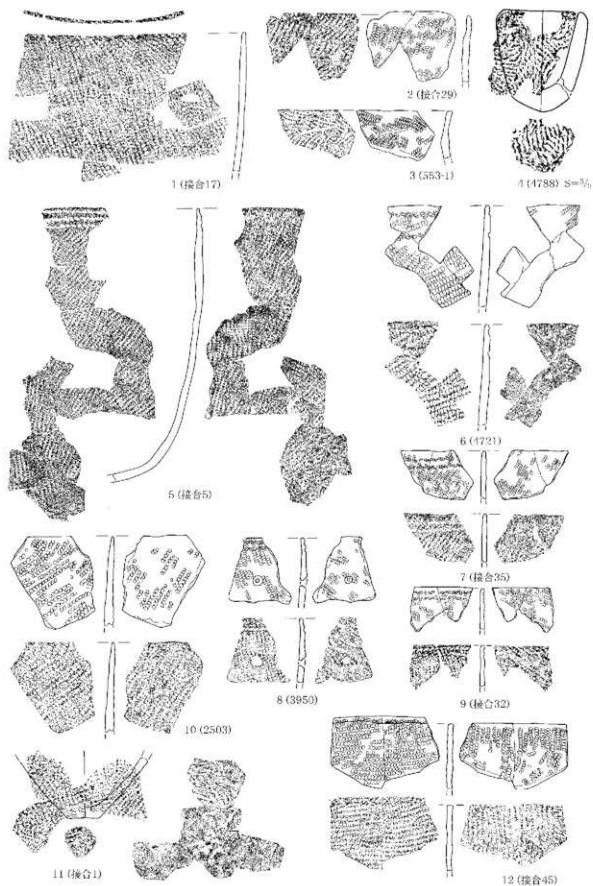 1 (接合17)
2 (接合29)
3 (553-1)
4 (4788) S=³/₁₀
5 (接合5)
6 (4721)
7 (接合35)
8 (3950)
9 (接合32)
10 (2503)
11 (接合1)
12 (接合45)